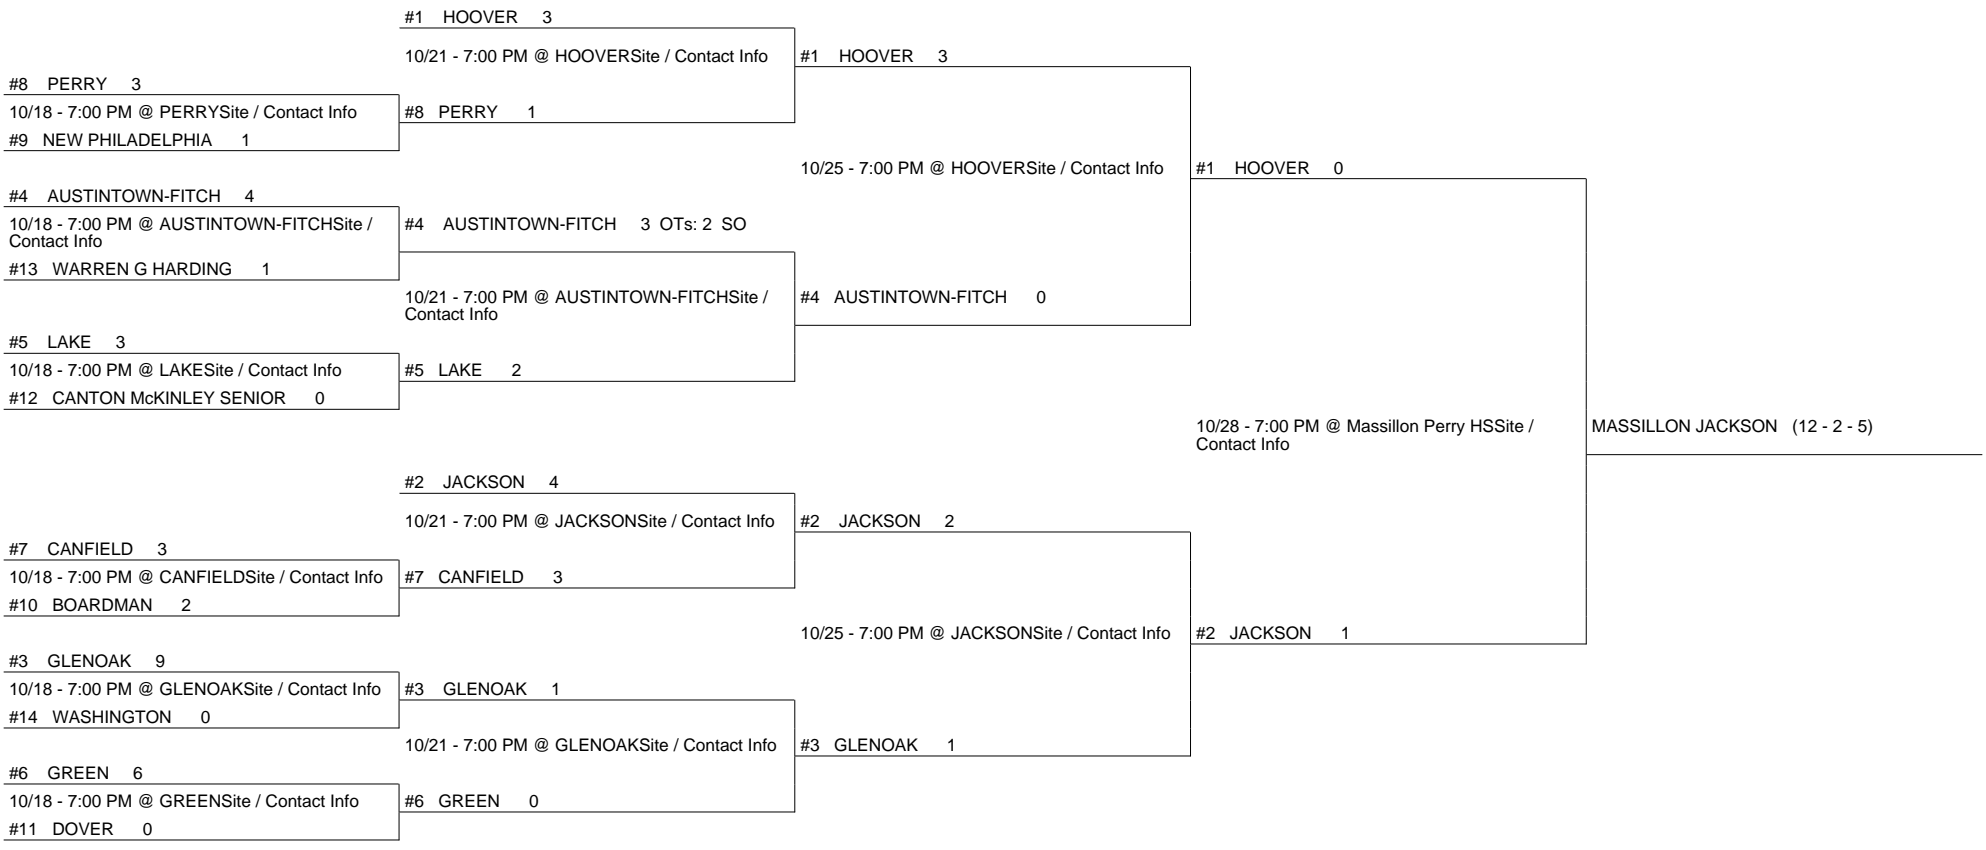 #1 HOOVER 3
10/21 - 7:00 PM @ HOOVERSite / Contact Info
#1 HOOVER 3
#8 PERRY 3
10/18 - 7:00 PM @ PERRYSite / Contact Info
#8 PERRY 1
#9 NEW PHILADELPHIA 1
10/25 - 7:00 PM @ HOOVERSite / Contact Info
#1 HOOVER 0
#4 AUSTINTOWN-FITCH 4
10/18 - 7:00 PM @ AUSTINTOWN-FITCHSite /
Contact Info
#4 AUSTINTOWN-FITCH 3 OTs: 2 SO
#13 WARREN G HARDING 1
10/21 - 7:00 PM @ AUSTINTOWN-FITCHSite /
Contact Info
#4 AUSTINTOWN-FITCH 0
#5 LAKE 3
10/18 - 7:00 PM @ LAKESite / Contact Info
#5 LAKE 2
#12 CANTON McKINLEY SENIOR 0
10/28 - 7:00 PM @ Massillon Perry HSSite /
Contact Info
MASSILLON JACKSON (12 - 2 - 5)
#2 JACKSON 4
10/21 - 7:00 PM @ JACKSONSite / Contact Info
#2 JACKSON 2
#7 CANFIELD 3
10/18 - 7:00 PM @ CANFIELDSite / Contact Info
#7 CANFIELD 3
#10 BOARDMAN 2
10/25 - 7:00 PM @ JACKSONSite / Contact Info
#2 JACKSON 1
#3 GLENOAK 9
10/18 - 7:00 PM @ GLENOAKSite / Contact Info
#3 GLENOAK 1
#14 WASHINGTON 0
10/21 - 7:00 PM @ GLENOAKSite / Contact Info
#3 GLENOAK 1
#6 GREEN 6
10/18 - 7:00 PM @ GREENSite / Contact Info
#6 GREEN 0
#11 DOVER 0